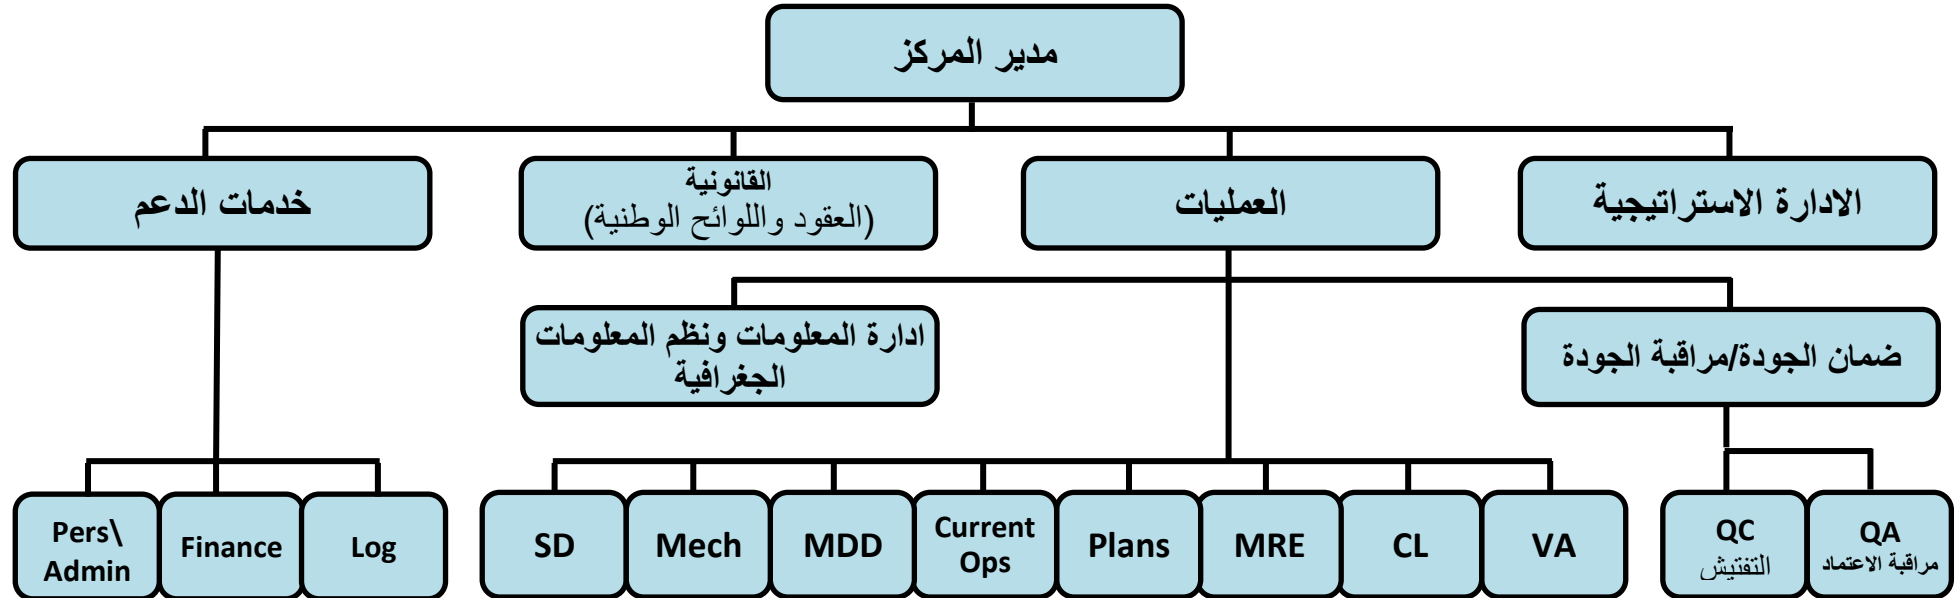 مدير المركز
الادارة الاستراتيجية
العمليات
القانونية
(العقود واللوائح الوطنية)
خدمات الدعم
ضمان الجودة/مراقبة الجودة
ادارة المعلومات ونظم المعلومات
الجغرافية
Pers\
Admin
Finance
Log
SD
Mech
MDD
Current
Ops
Plans
MRE
CL
VA
QC
التفتيش
QA
مراقبة الاعتماد